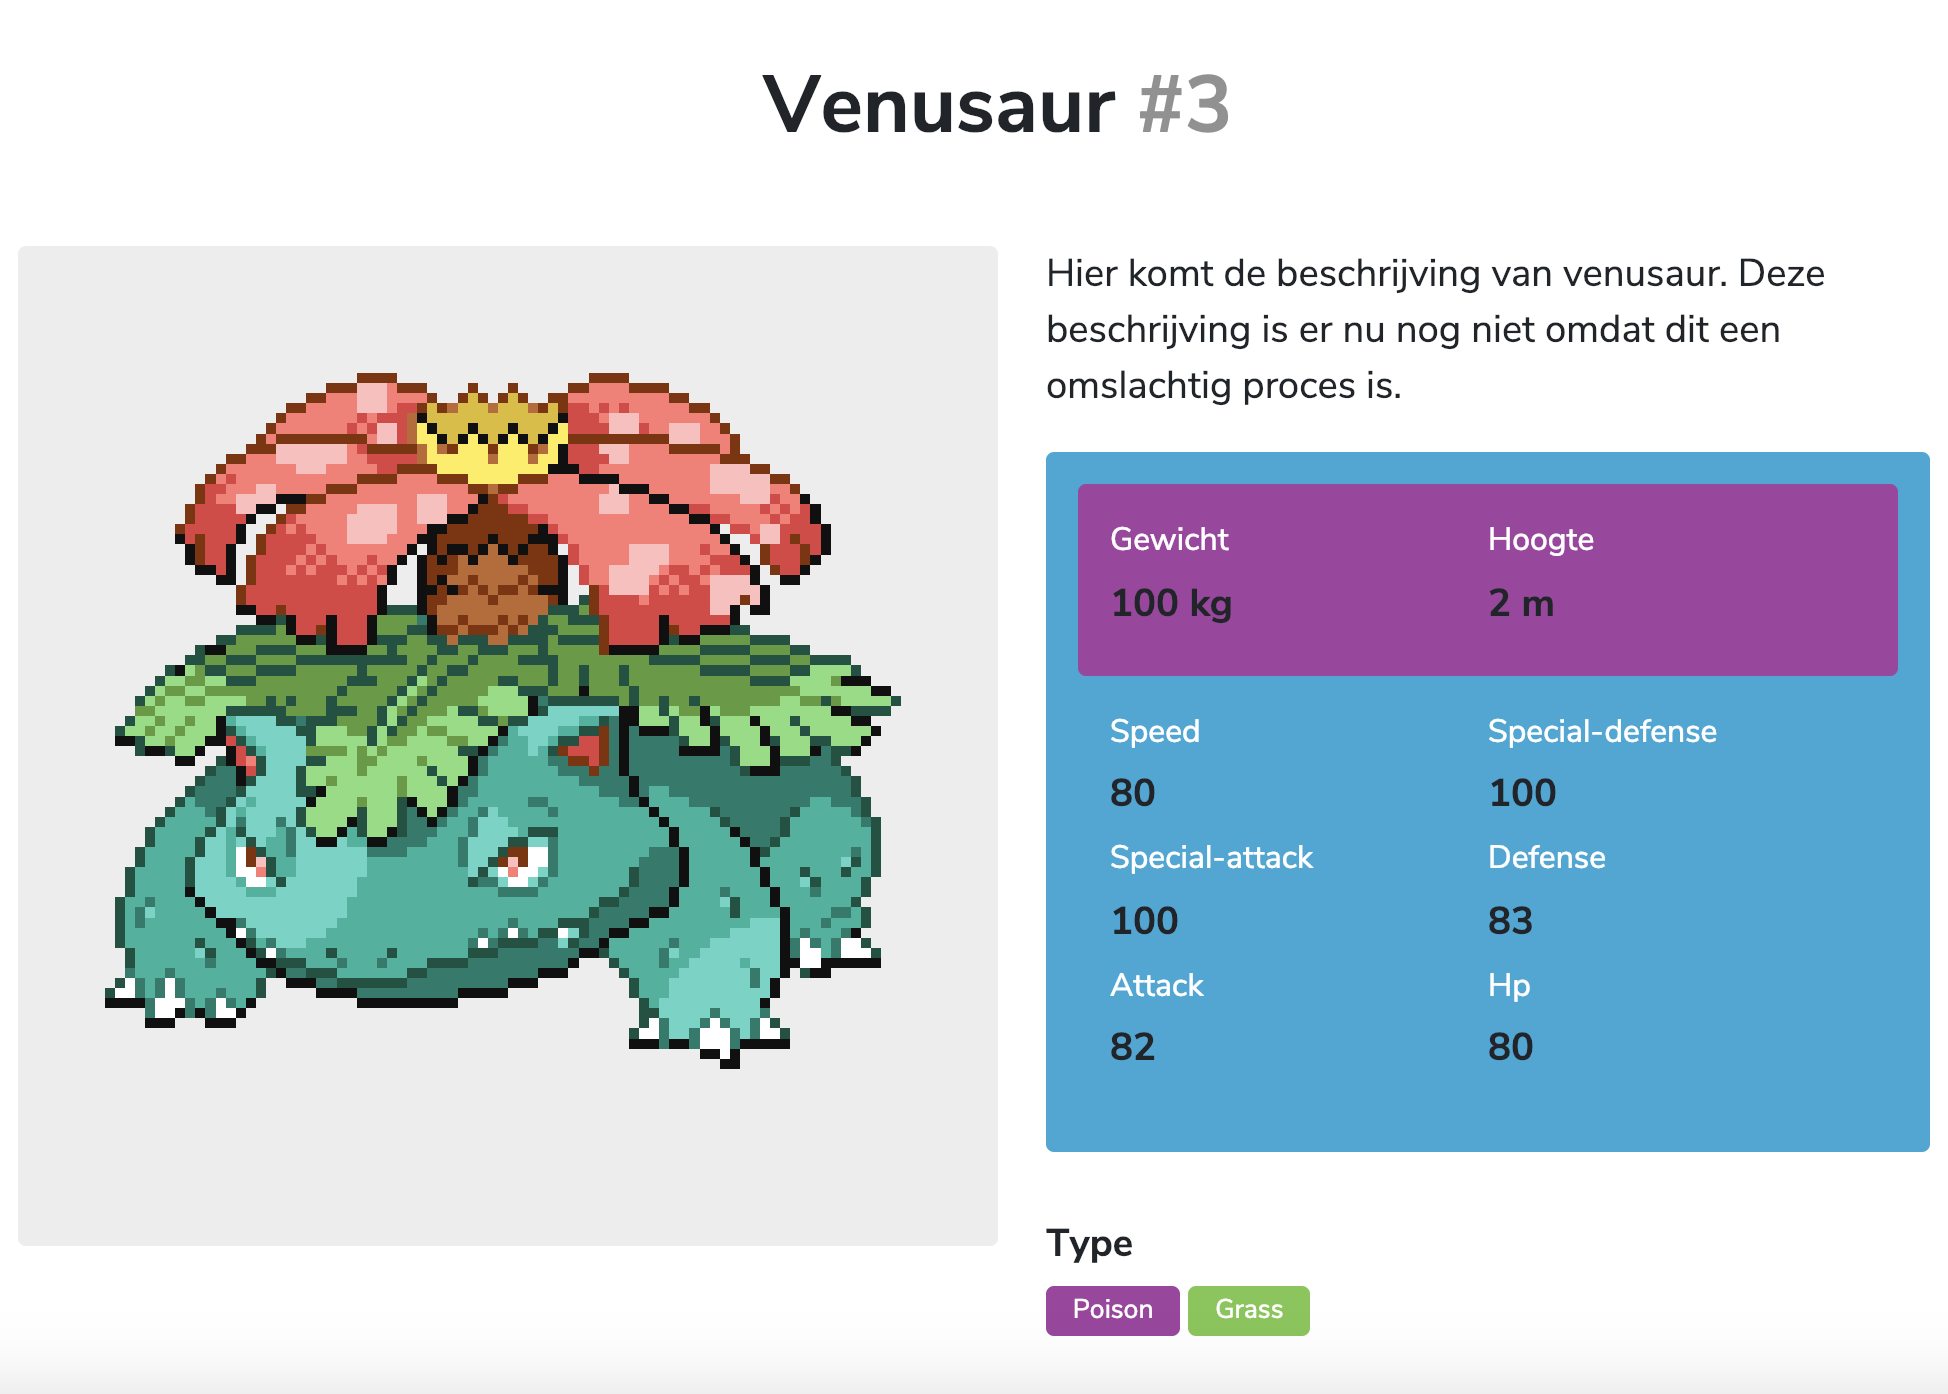 Venusaur #3
Hier komt de beschrijving van venusaur. Deze
beschrijving is er nu nog niet omdat dit een
omslachtig proces is.
Gewicht Hoogte
100 kg 2 m
Speed Special-defense
80 100
Special-attack Defense
100 83
Attack Hp
82 80
Type
Poison Grass